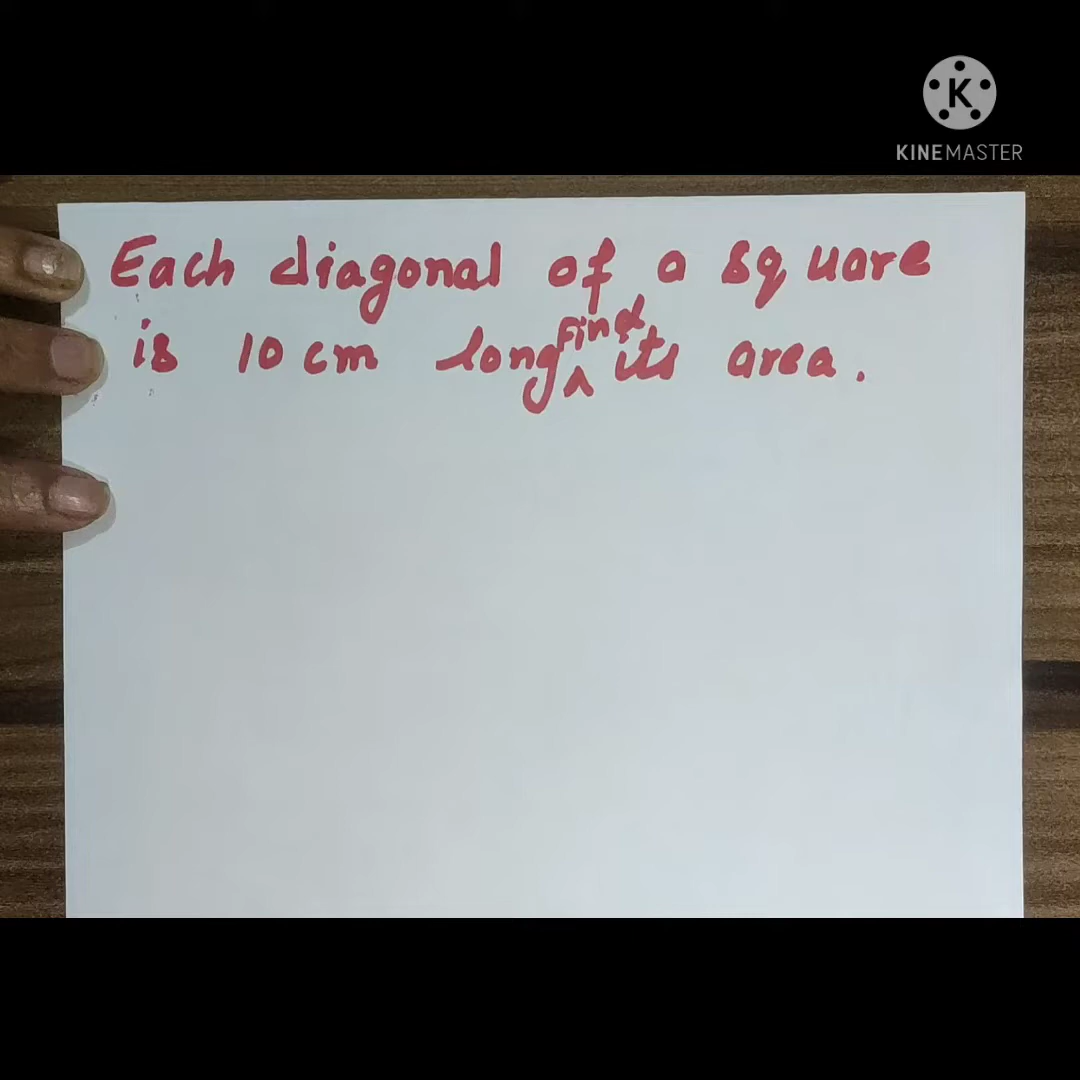 K
KINEMASTER
Each diagonal of a square
is 10 cm long Find its area.